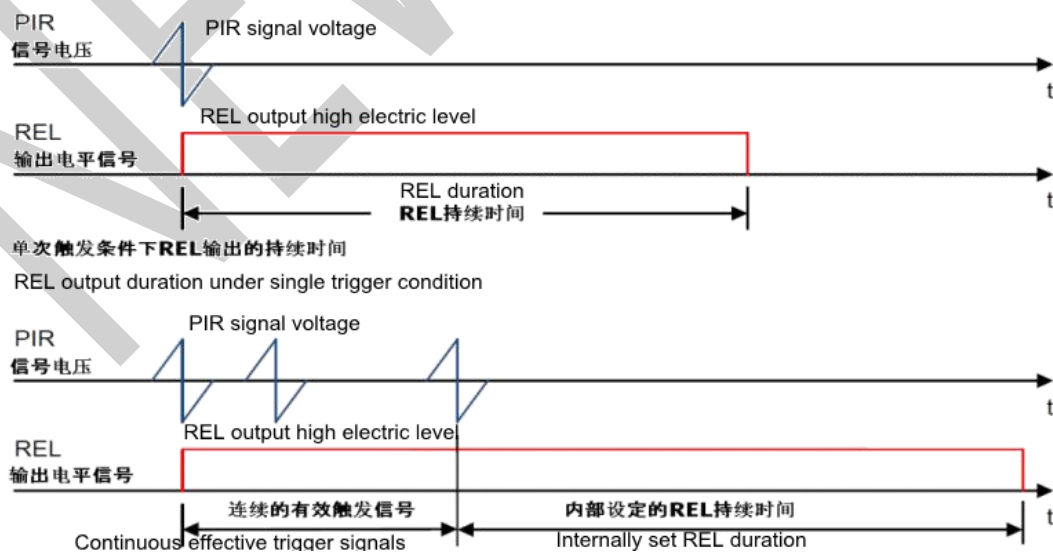 PIR
PIR signal voltage
信号电压
t
REL output high electric level
REL
输出电平信号
t
REL duration
REL持续时间
单次触发条件下REL输出的持续时间
REL output duration under single trigger condition
PIR signal voltage
PIR
信号电压
t
REL output high electric level
REL
输出电平信号
t
连续的有效触发信号
内部设定的REL持续时间
Continuous effective trigger signals
Internally set REL duration